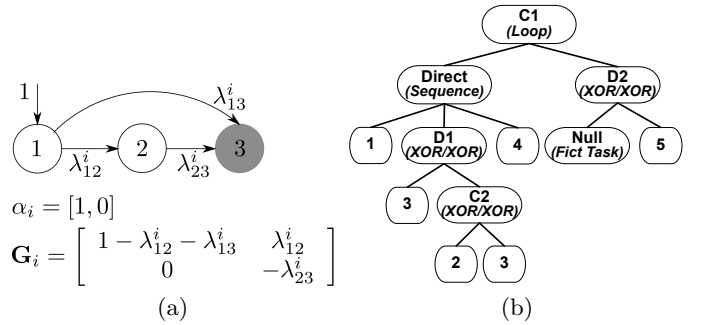 1
λ^i_13
1 2 3
λ^i_12 λ^i_23
α_i = [1, 0]
G_i = [ 1 − λ^i_12 − λ^i_13 λ^i_12
0 −λ^i_23 ]
(a)
C1
(Loop)
Direct
(Sequence)
D2
(XOR/XOR)
1
D1
(XOR/XOR)
4
Null
(Fict Task)
5
3
C2
(XOR/XOR)
2
3
(b)